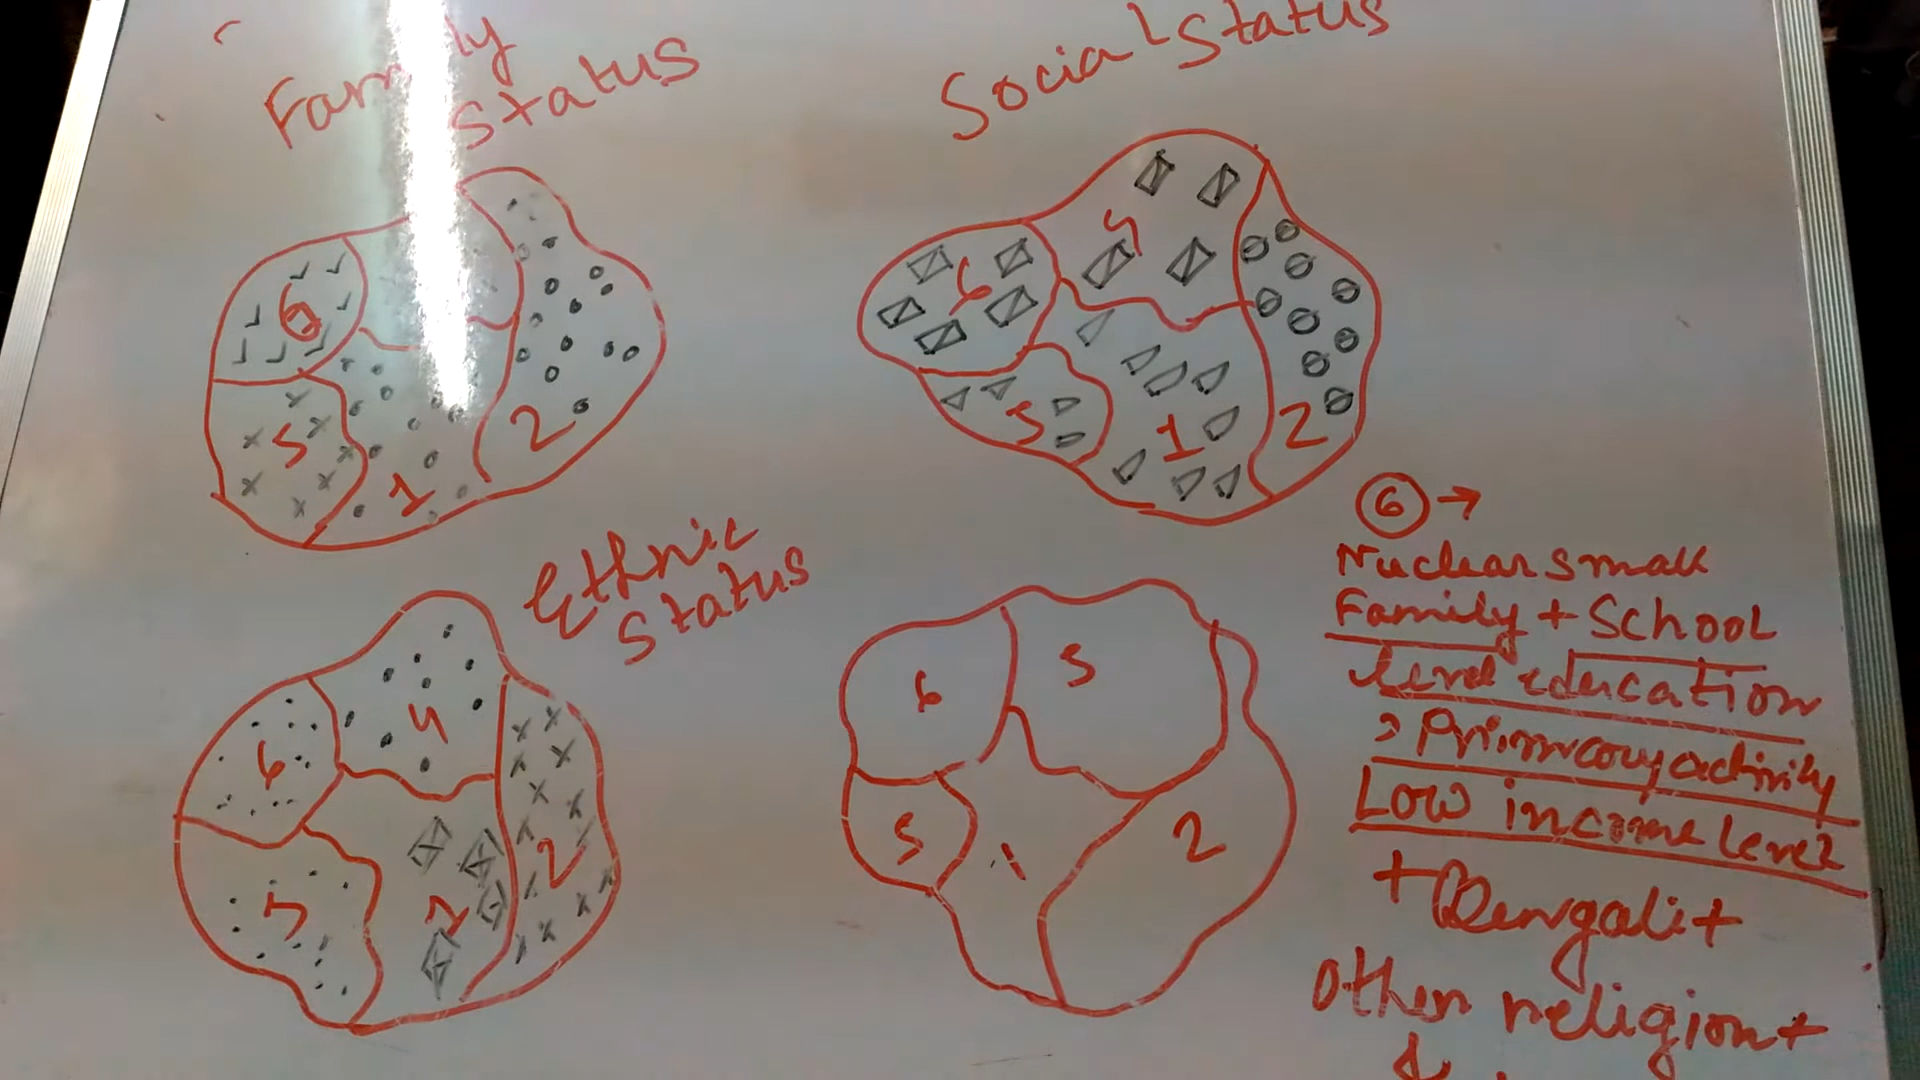 Family
Status
Social Status
6
5
1
2
6
4
5
1
2
Ethnic
Status
6
4
5
2
6
5
5
1
2
6 →
Nuclear small
Family + School
level education
, Primary activity
Low income level
+ Bengali +
Other religion +